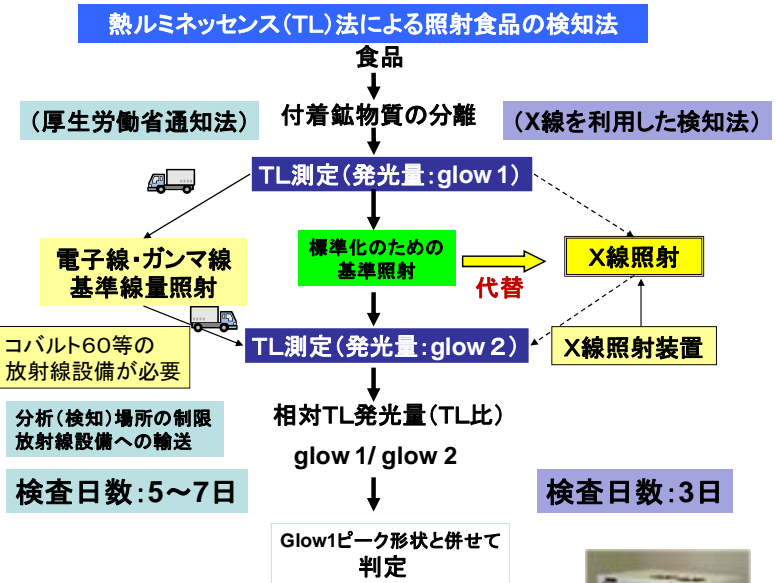 熱ルミネッセンス(TL)法による照射食品の検知法
食品
(厚生労働省通知法)
付着鉱物質の分離
(X線を利用した検知法)
TL測定(発光量:glow 1)
電子線・ガンマ線
基準線量照射
標準化のための
基準照射
代替
X線照射
コバルト60等の
放射線設備が必要
TL測定(発光量:glow 2)
X線照射装置
分析(検知)場所の制限
放射線設備への輸送
相対TL発光量(TL比)
glow 1/ glow 2
検査日数:5~7日
検査日数:3日
Glow1ピーク形状と併せて
判定